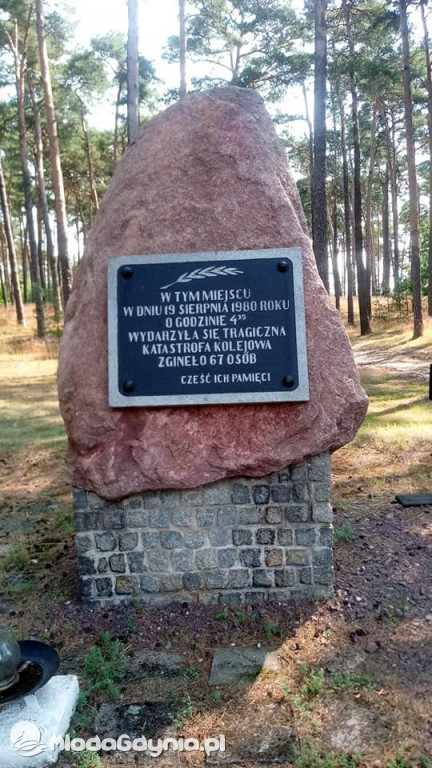 W TYM MIEJSCU
W DNIU 19 SIERPNIA 1980 ROKU
O GODZINIE 4³⁵
WYDARZYŁA SIĘ TRAGICZNA
KATASTROFA KOLEJOWA
ZGINEŁO 67 OSÓB
CZEŚĆ ICH PAMIĘCI
MlodaGdynia.pl